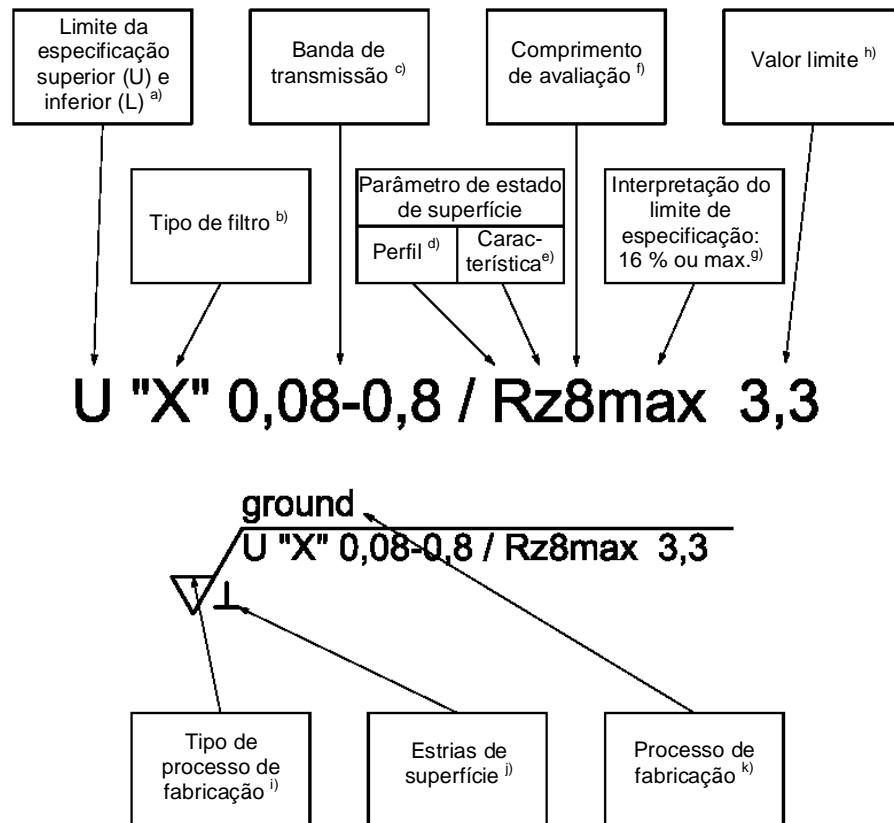 Limite da
especificação
superior (U) e
inferior (L) a)
Banda de
transmissão c)
Comprimento
de avaliação f)
Valor limite h)
Tipo de filtro b)
Parâmetro de estado
de superfície
Perfil d)
Carac-
terística e)
Interpretação do
limite de
especificação:
16 % ou max. g)
U "X" 0,08-0,8 / Rz8max 3,3
ground
U "X" 0,08-0,8 / Rz8max 3,3
Tipo de
processo de
fabricação i)
Estrias de
superfície j)
Processo de
fabricação k)